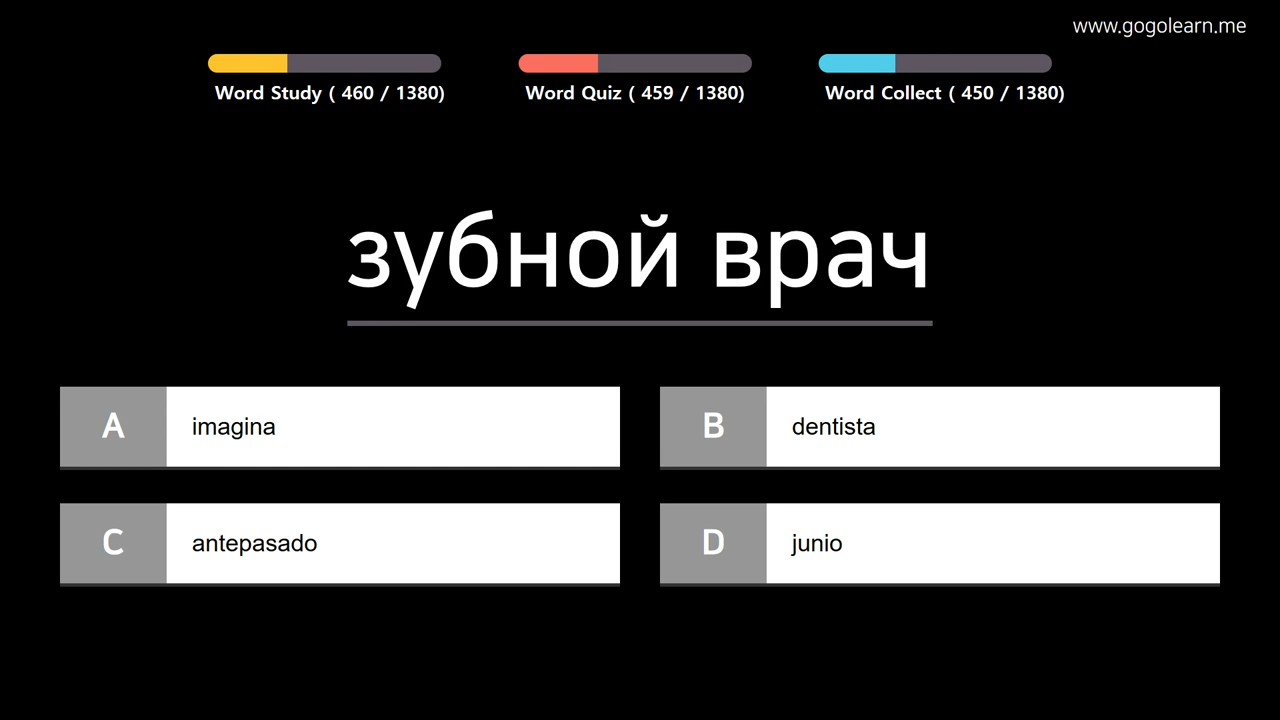 www.gogolearn.me
Word Study ( 460 / 1380)
Word Quiz ( 459 / 1380)
Word Collect ( 450 / 1380)
зубной врач
A
imagina
B
dentista
C
antepasado
D
junio